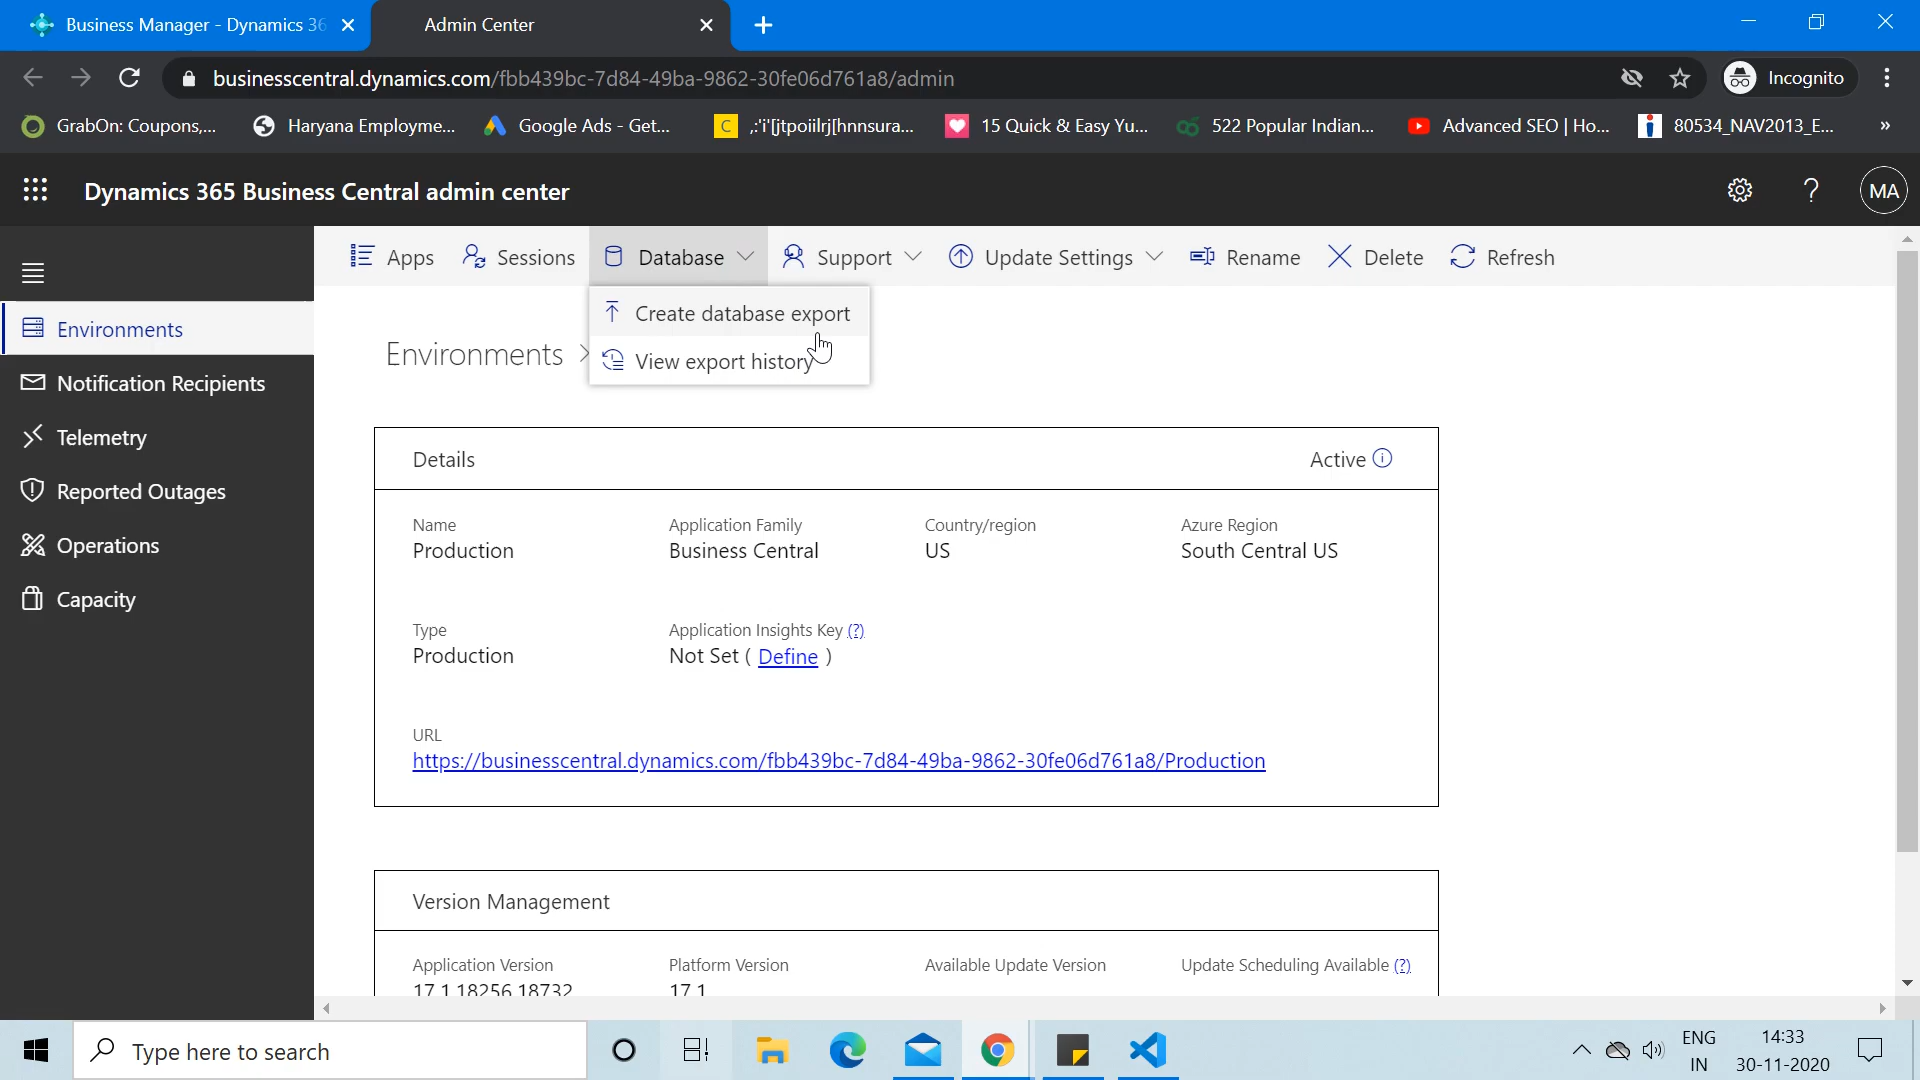 Business Manager - Dynamics 36
Admin Center
businesscentral.dynamics.com/fbb439bc-7d84-49ba-9862-30fe06d761a8/admin
Incognito
GrabOn: Coupons,...
Haryana Employme...
Google Ads - Get...
C
,:'i'[jtpoiilrj[hnnsura...
15 Quick & Easy Yu...
522 Popular Indian...
Advanced SEO | Ho...
80534_NAV2013_E...
»
Dynamics 365 Business Central admin center
?
MA
Apps
Sessions
Database
Support
Update Settings
Rename
Delete
Refresh
Create database export
View export history
Environments
Notification Recipients
Telemetry
Reported Outages
Operations
Capacity
Environments >
Details
Active
Name
Production
Application Family
Business Central
Country/region
US
Azure Region
South Central US
Type
Production
Application Insights Key (?)
Not Set ( Define )
URL
https://businesscentral.dynamics.com/fbb439bc-7d84-49ba-9862-30fe06d761a8/Production
Version Management
Application Version
17.1.18256.18732
Platform Version
17.1
Available Update Version
Update Scheduling Available (?)
Type here to search
ENG
IN
14:33
30-11-2020